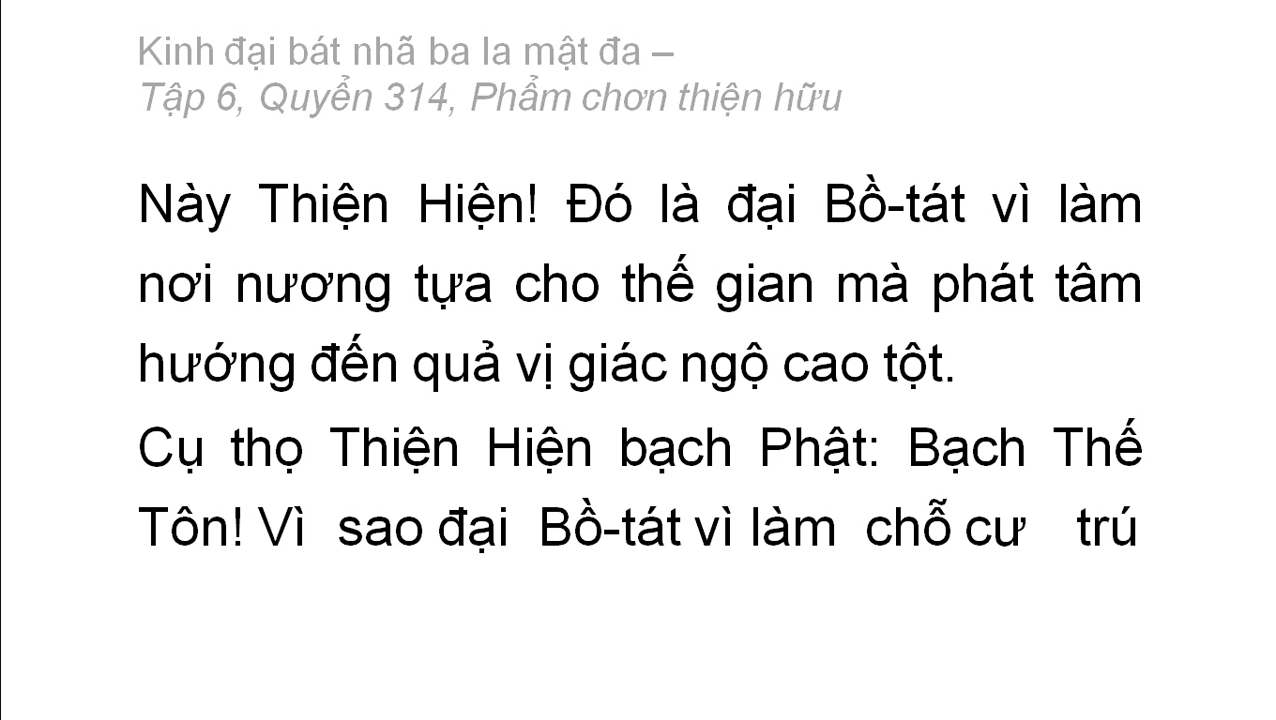 Kinh đại bát nhã ba la mật đa –
Tập 6, Quyển 314, Phẩm chơn thiện hữu
Này Thiện Hiện! Đó là đại Bồ-tát vì làm
nơi nương tựa cho thế gian mà phát tâm
hướng đến quả vị giác ngộ cao tột.
Cụ thọ Thiện Hiện bạch Phật: Bạch Thế
Tôn! Vì sao đại Bồ-tát vì làm chỗ cư trú